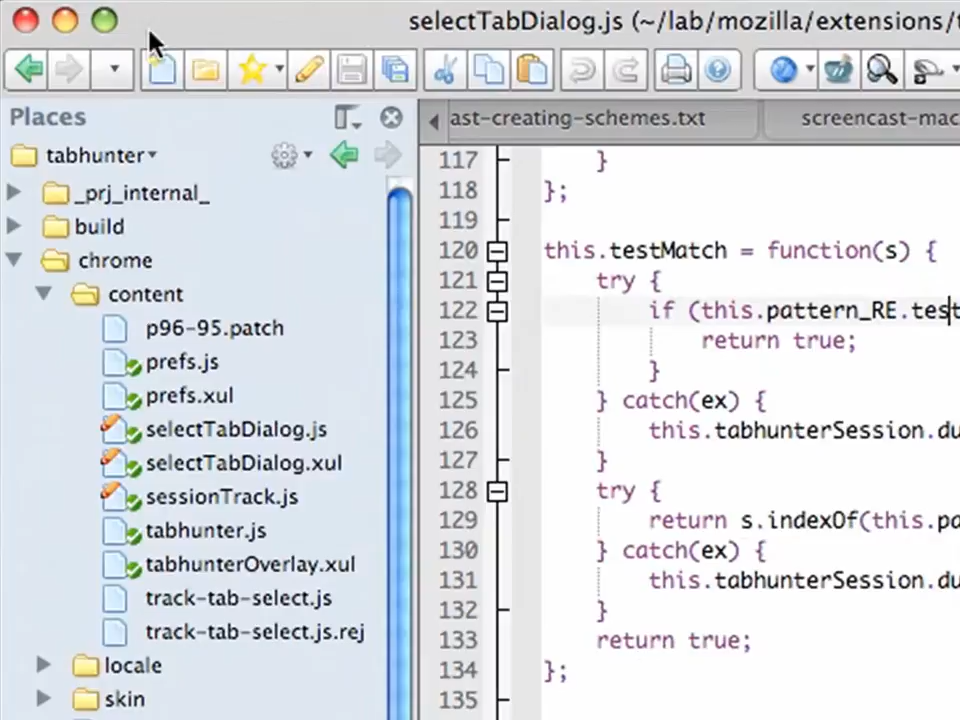 selectTabDialog.js (~/lab/mozilla/extensions/
Places
ast-creating-schemes.txt
screencast-mac
tabhunter
_prj_internal_
build
chrome
content
p96-95.patch
prefs.js
prefs.xul
selectTabDialog.js
selectTabDialog.xul
sessionTrack.js
tabhunter.js
tabhunterOverlay.xul
track-tab-select.js
track-tab-select.js.rej
locale
skin
117 }
118 };
119
120 this.testMatch = function(s) {
121 try {
122 if (this.pattern_RE.test
123 return true;
124 }
125 } catch(ex) {
126 this.tabhunterSession.du
127 }
128 try {
129 return s.indexOf(this.pa
130 } catch(ex) {
131 this.tabhunterSession.du
132 }
133 return true;
134 };
135